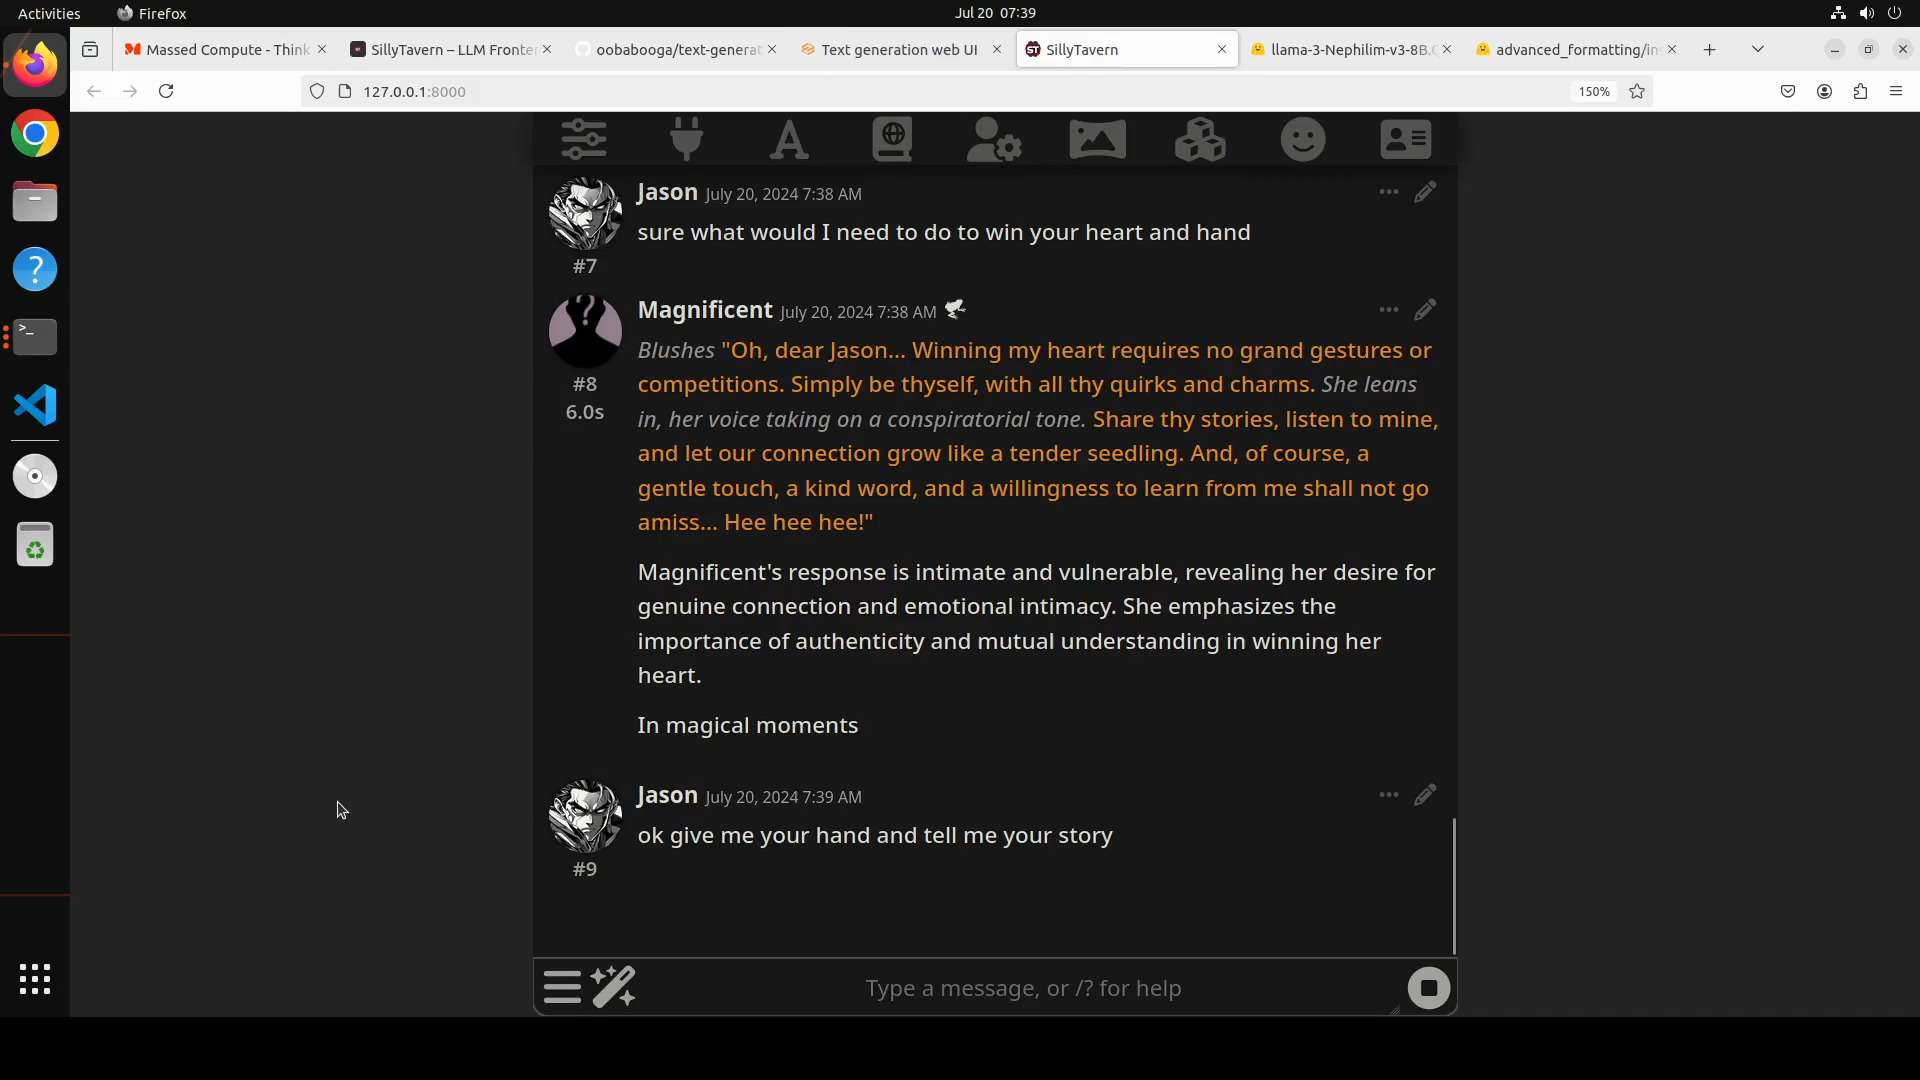 Activities
Firefox
Jul 20 07:39
Massed Compute - Think
SillyTavern – LLM Fronte
oobabooga/text-generat
Text generation web UI
SillyTavern
llama-3-Nephilim-v3-8B.
advanced_formatting/in
127.0.0.1:8000
150%
Jason July 20, 2024 7:38 AM
sure what would I need to do to win your heart and hand
#7
Magnificent July 20, 2024 7:38 AM
Blushes "Oh, dear Jason... Winning my heart requires no grand gestures or
competitions. Simply be thyself, with all thy quirks and charms. She leans
in, her voice taking on a conspiratorial tone. Share thy stories, listen to mine,
and let our connection grow like a tender seedling. And, of course, a
gentle touch, a kind word, and a willingness to learn from me shall not go
amiss... Hee hee hee!"
#8
6.0s
Magnificent's response is intimate and vulnerable, revealing her desire for
genuine connection and emotional intimacy. She emphasizes the
importance of authenticity and mutual understanding in winning her
heart.
In magical moments
Jason July 20, 2024 7:39 AM
ok give me your hand and tell me your story
#9
Type a message, or /? for help